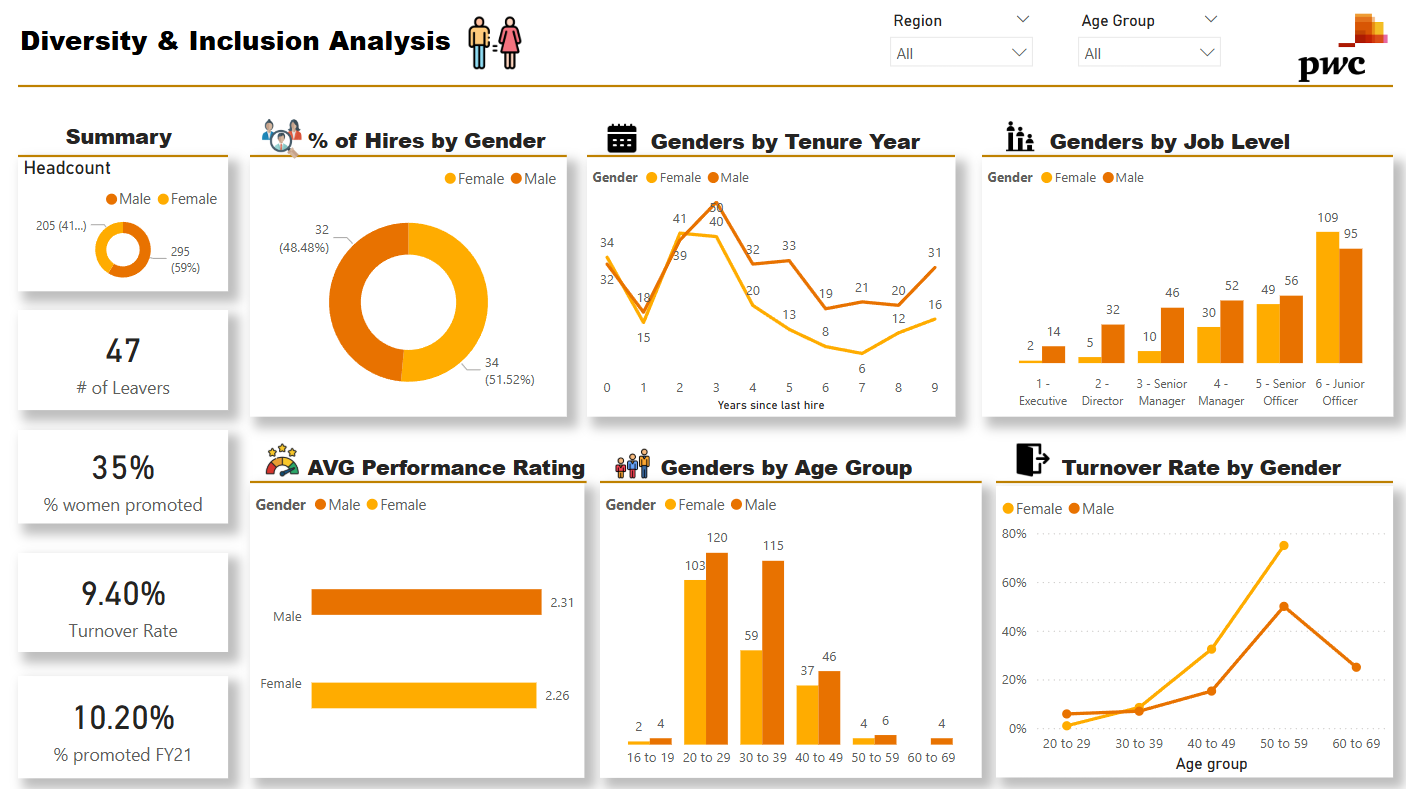 Diversity & Inclusion Analysis
Region
All
Age Group
All
pwc
Summary
Headcount
Male Female
205 (41...)
295
(59%)
47
# of Leavers
35%
% women promoted
9.40%
Turnover Rate
10.20%
% promoted FY21
% of Hires by Gender
Female Male
32
(48.48%)
34
(51.52%)
Genders by Tenure Year
Gender Female Male
34 15 41 40 20 13 8 6 12 16
32 18 39 50 32 33 19 21 20 31
0 1 2 3 4 5 6 7 8 9
Years since last hire
Genders by Job Level
Gender Female Male
2 14 5 32 10 46 30 52 49 56 109 95
1 - Executive
2 - Director
3 - Senior Manager
4 - Manager
5 - Senior Officer
6 - Junior Officer
AVG Performance Rating
Gender Male Female
Male 2.31
Female 2.26
Genders by Age Group
Gender Female Male
2 4 103 120 59 115 37 46 4 6 4
16 to 19 20 to 29 30 to 39 40 to 49 50 to 59 60 to 69
Turnover Rate by Gender
Female Male
80%
60%
40%
20%
0%
20 to 29 30 to 39 40 to 49 50 to 59 60 to 69
Age group